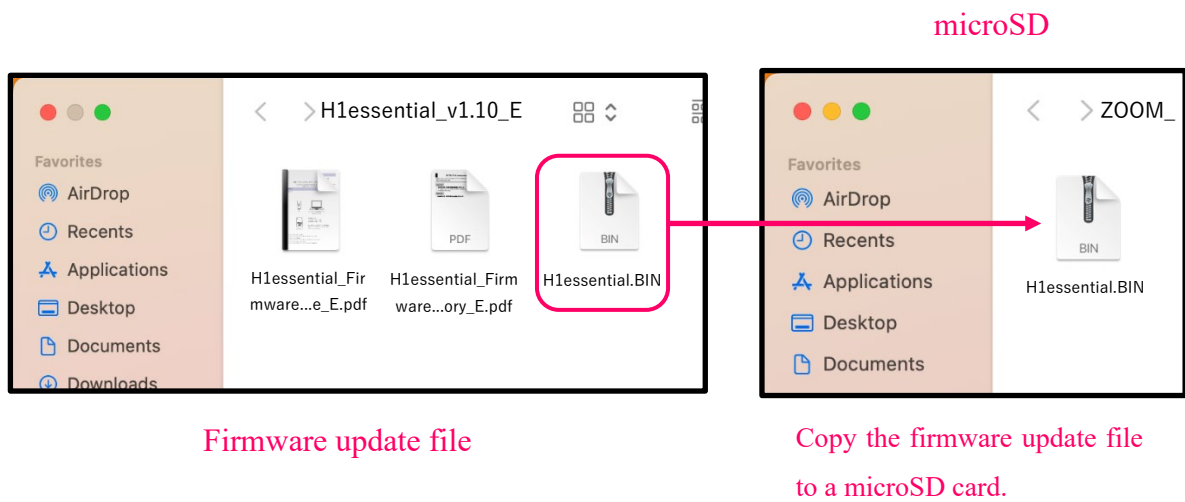 microSD
H1essential_v1.10_E
Favorites
AirDrop
Recents
Applications
Desktop
Documents
Downloads
PDF
BIN
H1essential_Fir
mware...e_E.pdf
H1essential_Firm
ware...ory_E.pdf
H1essential.BIN
ZOOM_
Favorites
AirDrop
Recents
Applications
Desktop
Documents
BIN
H1essential.BIN
Firmware update file
Copy the firmware update file
to a microSD card.